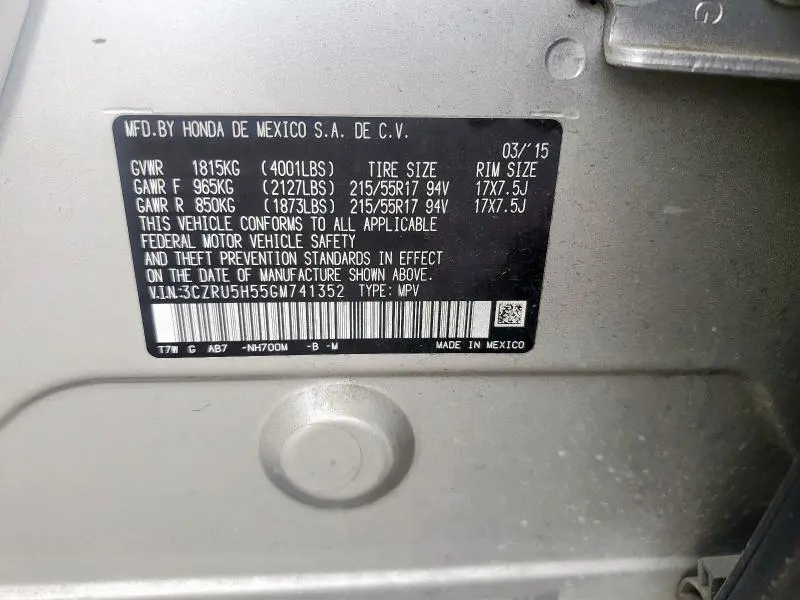 MFD.BY HONDA DE MEXICO S.A. DE C.V.
03/'15
GVWR 1815KG (4001LBS) TIRE SIZE RIM SIZE
GAWR F 965KG (2127LBS) 215/55R17 94V 17X7.5J
GAWR R 850KG (1873LBS) 215/55R17 94V 17X7.5J
THIS VEHICLE CONFORMS TO ALL APPLICABLE
FEDERAL MOTOR VEHICLE SAFETY
AND THEFT PREVENTION STANDARDS IN EFFECT
ON THE DATE OF MANUFACTURE SHOWN ABOVE.
V.I.N:3CZRU5H55GM741352 TYPE: MPV
T7W G AB7 -NH700M -B -M MADE IN MEXICO